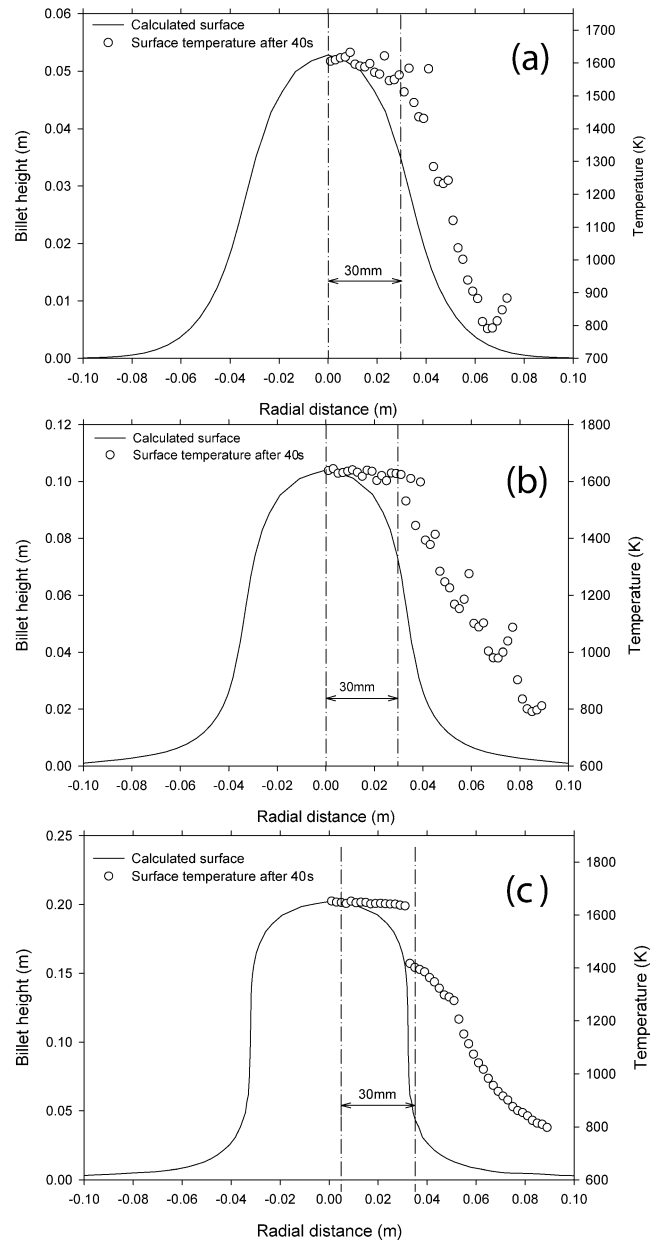 Calculated surface
Surface temperature after 40s
(a)
0.06
0.05
0.04
0.03
0.02
0.01
0.00
Billet height (m)
1700
1600
1500
1400
1300
1200
1100
1000
900
800
700
Temperature (K)
30mm
-0.10 -0.08 -0.06 -0.04 -0.02 0.00 0.02 0.04 0.06 0.08 0.10
Radial distance (m)
Calculated surface
Surface temperature after 40s
(b)
0.12
0.10
0.08
0.06
0.04
0.02
0.00
Billet height (m)
1800
1600
1400
1200
1000
800
600
Temperature (K)
30mm
-0.10 -0.08 -0.06 -0.04 -0.02 0.00 0.02 0.04 0.06 0.08 0.10
Radial distance (m)
Calculated surface
Surface temperature after 40s
(c)
0.25
0.20
0.15
0.10
0.05
0.00
Billet height (m)
1800
1600
1400
1200
1000
800
600
Temperature (K)
30mm
-0.10 -0.08 -0.06 -0.04 -0.02 0.00 0.02 0.04 0.06 0.08 0.10
Radial distance (m)